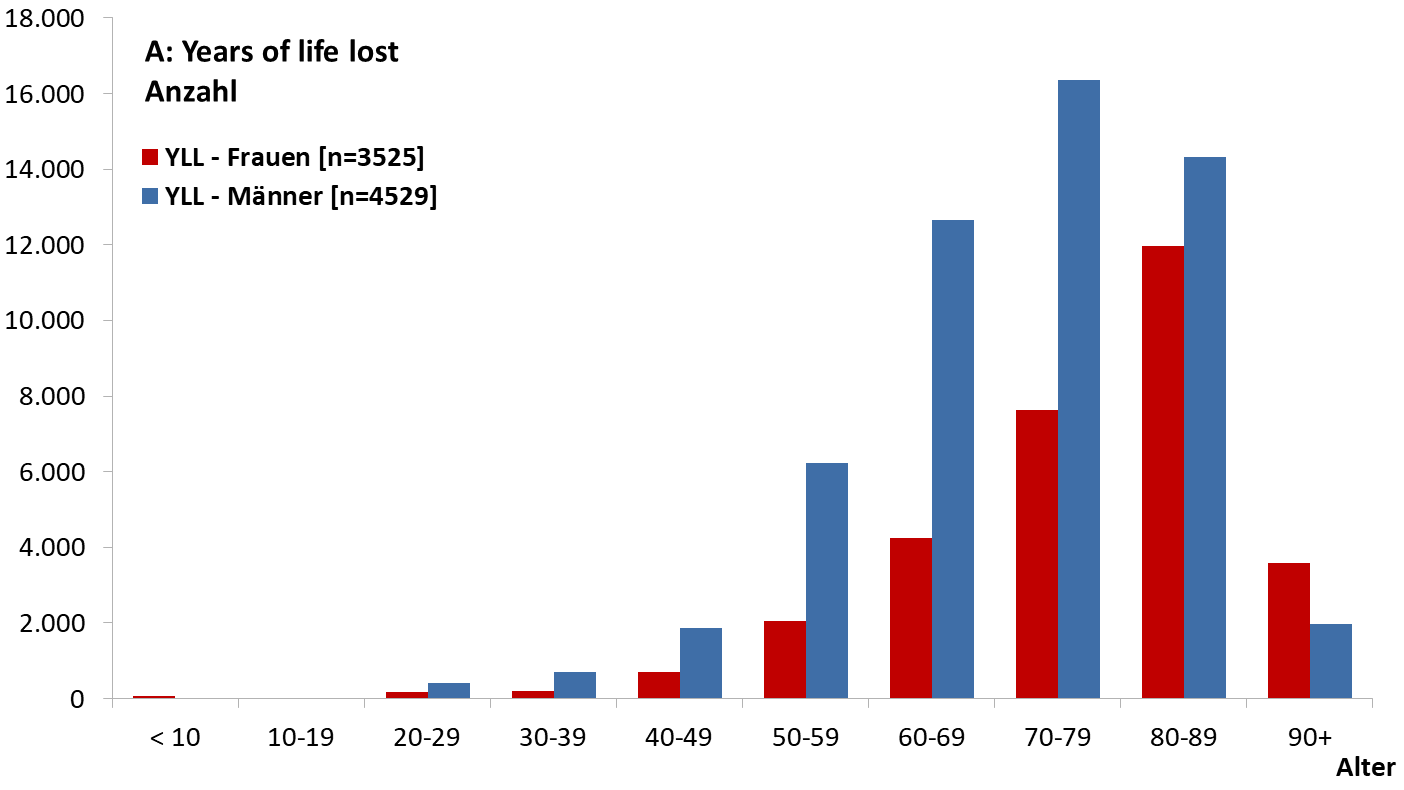 A: Years of life lost
Anzahl
YLL - Frauen [n=3525]
YLL - Männer [n=4529]
18.000
16.000
14.000
12.000
10.000
8.000
6.000
4.000
2.000
0
< 10 10-19 20-29 30-39 40-49 50-59 60-69 70-79 80-89 90+
Alter